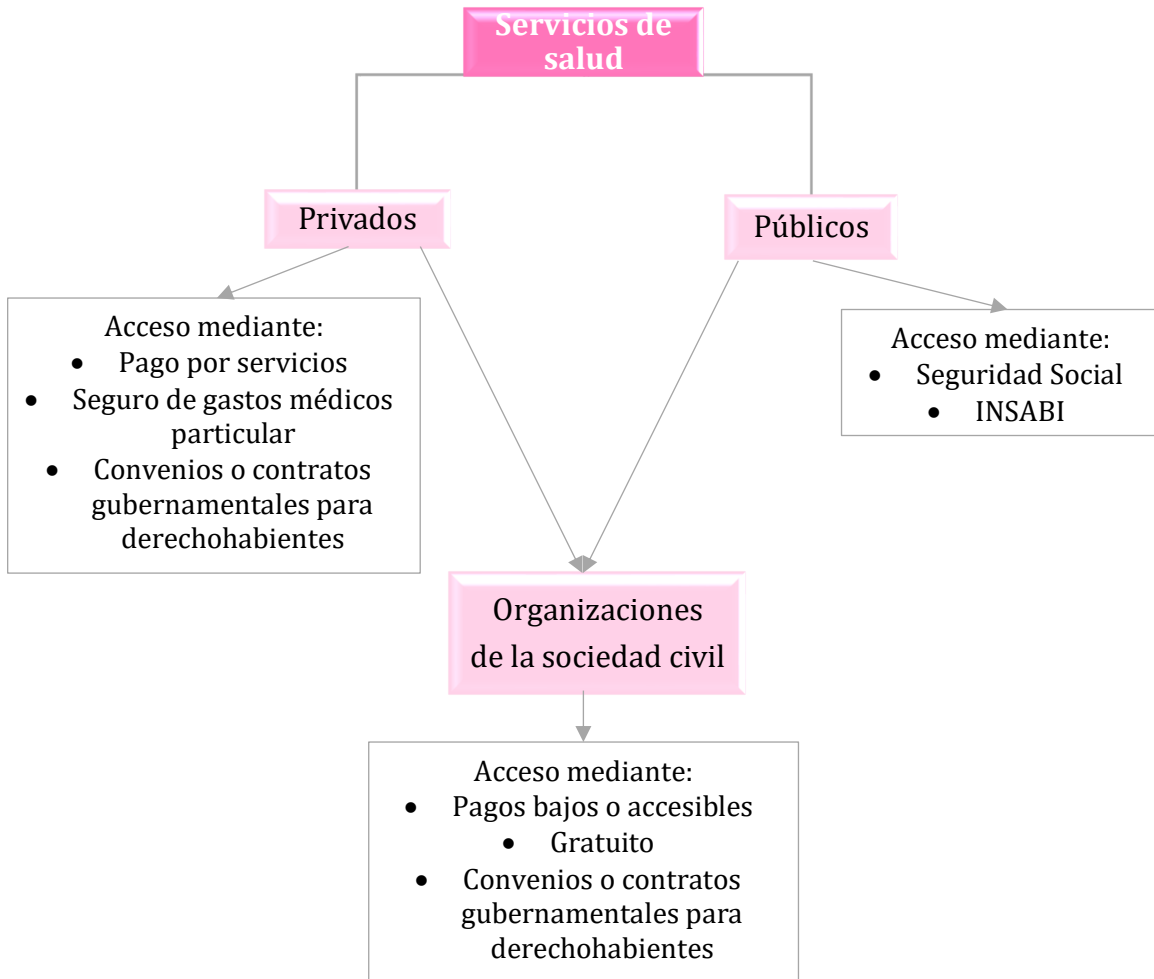 Servicios de
salud
Privados
Públicos
Acceso mediante:
• Pago por servicios
• Seguro de gastos médicos
particular
• Convenios o contratos
gubernamentales para
derechohabientes
Acceso mediante:
• Seguridad Social
• INSABI
Organizaciones
de la sociedad civil
Acceso mediante:
• Pagos bajos o accesibles
• Gratuito
• Convenios o contratos
gubernamentales para
derechohabientes